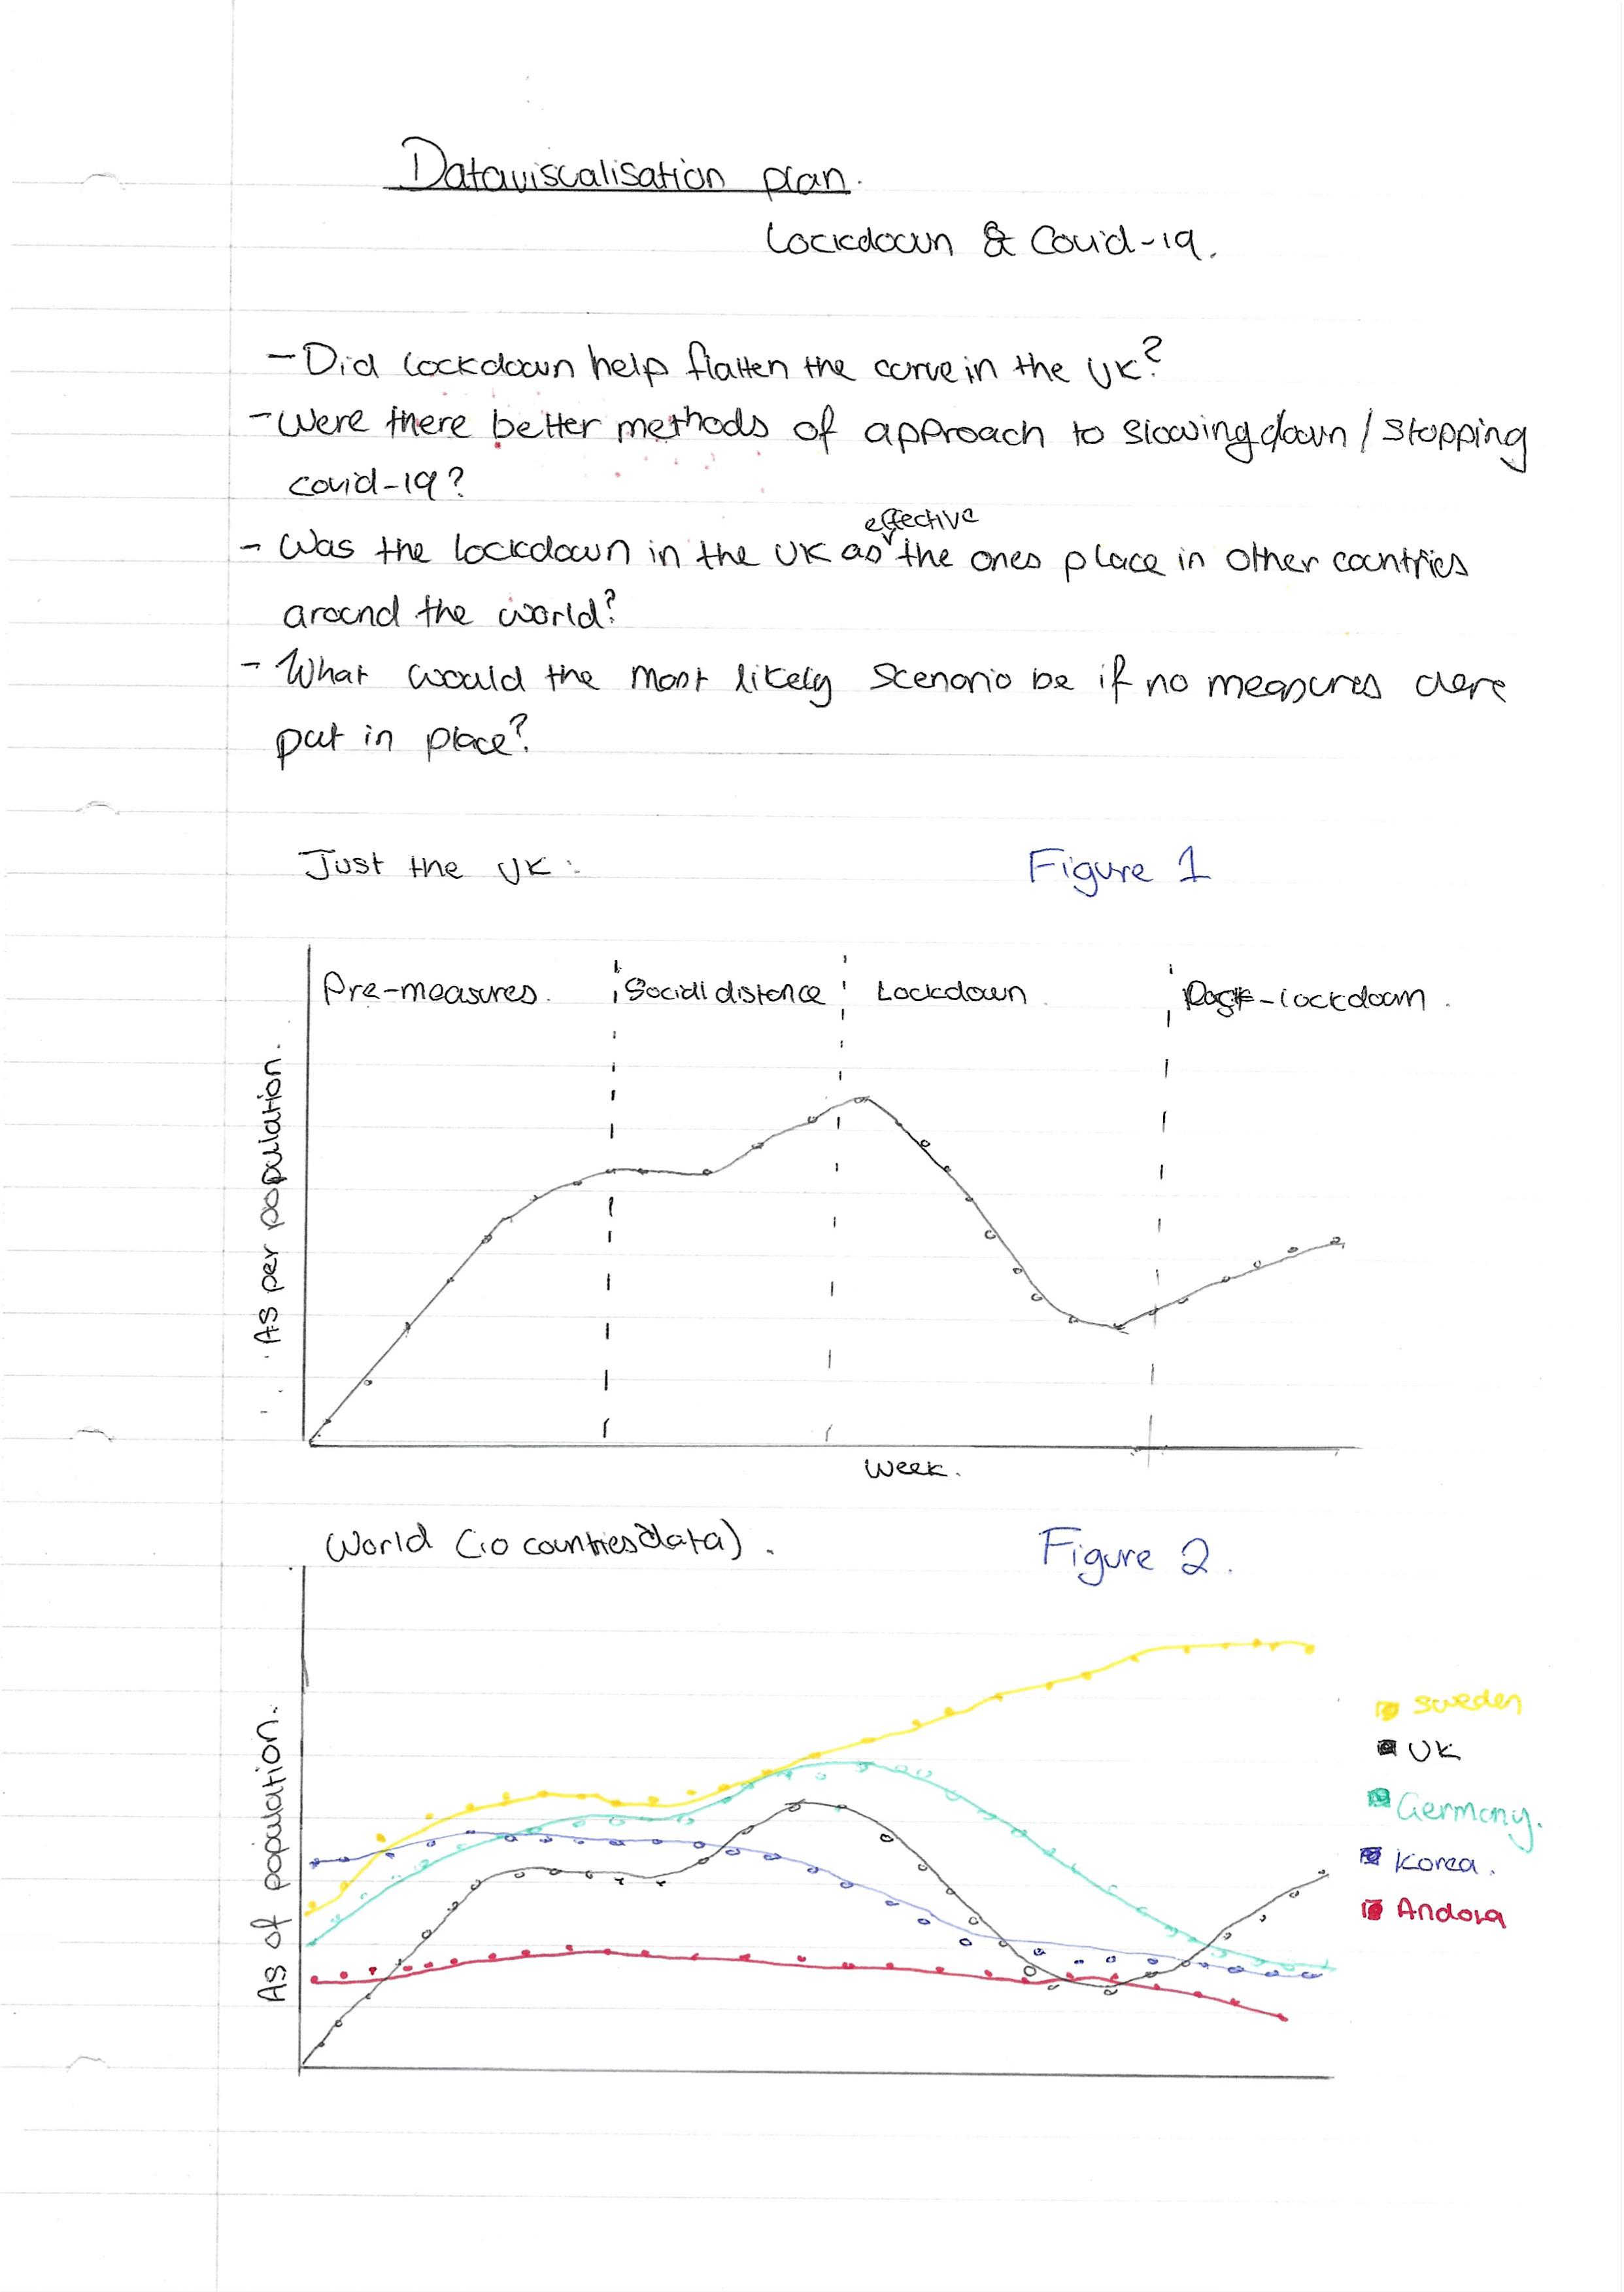 Dataviscalisation plan.
Lockdown & Covid-19.
- Did lockdown help flatten the curve in the UK?
- Were there better methods of approach to slowing down / stopping
covid-19?
effective
- Was the lockdown in the UK as the ones place in other countries
around the world?
- What would the most likely scenario be if no measures were
put in place?
Just the UK:
Figure 1
Pre-measures.
Social distance
Lockdown
Post-lockdown.
As per population.
Week.
World (10 countries data).
Figure 2.
As of population.
Sweden
UK
Germany.
Korea.
Andora